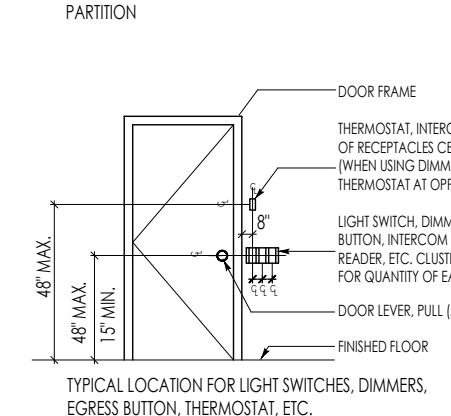 PARTITION
DOOR FRAME
THERMOSTAT, INTERC
OF RECEPTACLES CE
(WHEN USING DIMM
THERMOSTAT AT OPP
8"
LIGHT SWITCH, DIMM
BUTTON, INTERCOM
READER, ETC. CLUST
FOR QUANTITY OF EA
DOOR LEVER, PULL (
FINISHED FLOOR
48" MAX.
48" MAX.
15" MIN.
TYPICAL LOCATION FOR LIGHT SWITCHES, DIMMERS,
EGRESS BUTTON, THERMOSTAT, ETC.